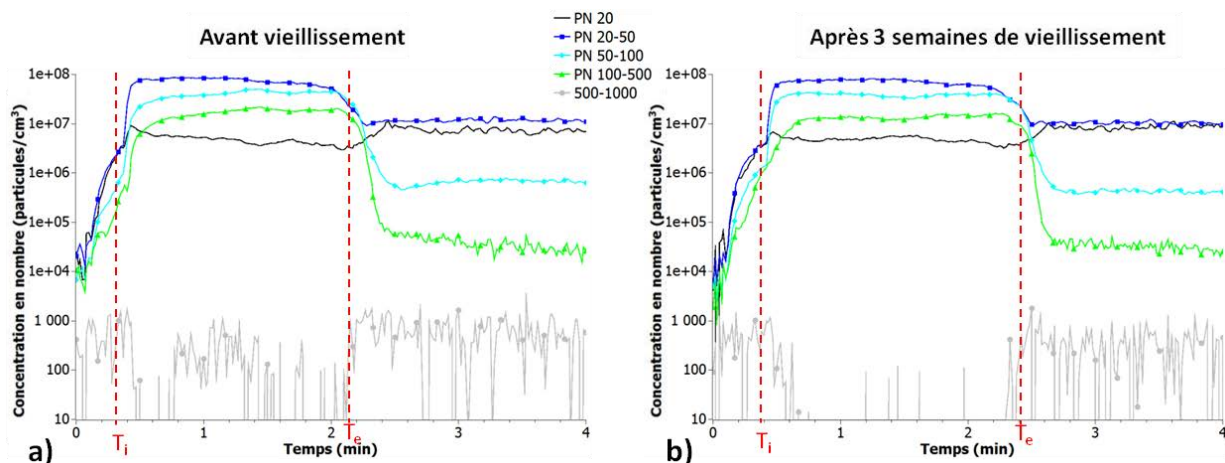 Avant vieillissement
PN 20
PN 20-50
PN 50-100
PN 100-500
500-1000
Après 3 semaines de vieillissement
Concentration en nombre (particules/cm³)
1e+08
1e+07
1e+06
1e+05
1e+04
1 000
100
10
0
1
2
3
4
Ti
Te
Temps (min)
a)
Concentration en nombre (particules/cm³)
1e+08
1e+07
1e+06
1e+05
1e+04
1 000
100
10
0
1
2
3
4
Ti
Te
Temps (min)
b)